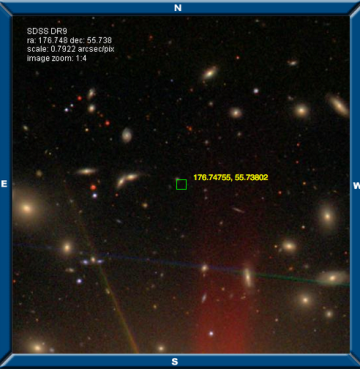 N
SDSS DR9
ra: 176.748 dec: 55.738
scale: 0.7922 arcsec/pix
image zoom: 1:4
176.74755, 55.73802
E
W
S